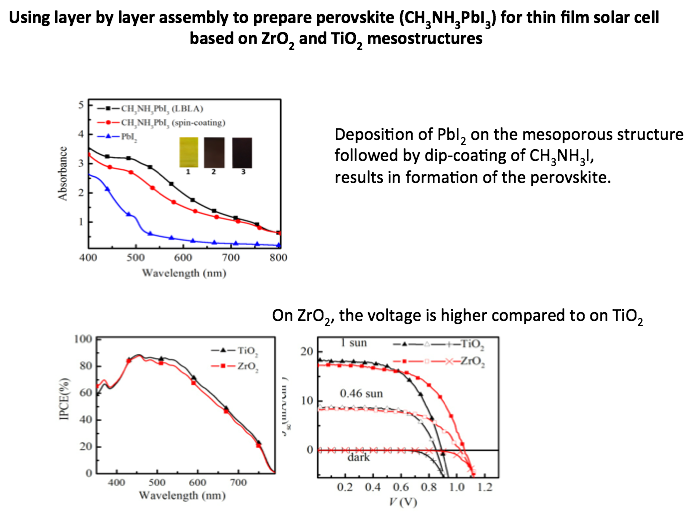 Using layer by layer assembly to prepare perovskite (CH₃NH₃PbI₃) for thin film solar cell
based on ZrO₂ and TiO₂ mesostructures
CH₃NH₃PbI₃ (LBLA)
CH₃NH₃PbI₃ (spin-coating)
PbI₂
1 2 3
5
4
3
2
1
Absorbance
400 500 600 700 800
Wavelength (nm)
Deposition of PbI₂ on the mesoporous structure
followed by dip-coating of CH₃NH₃I,
results in formation of the perovskite.
On ZrO₂, the voltage is higher compared to on TiO₂
TiO₂
ZrO₂
100
80
60
40
20
0
IPCE(%)
400 500 600 700
Wavelength (nm)
1 sun
TiO₂
ZrO₂
0.46 sun
dark
20
10
0
0.2 0.4 0.6 0.8 1.0 1.2
V (V)